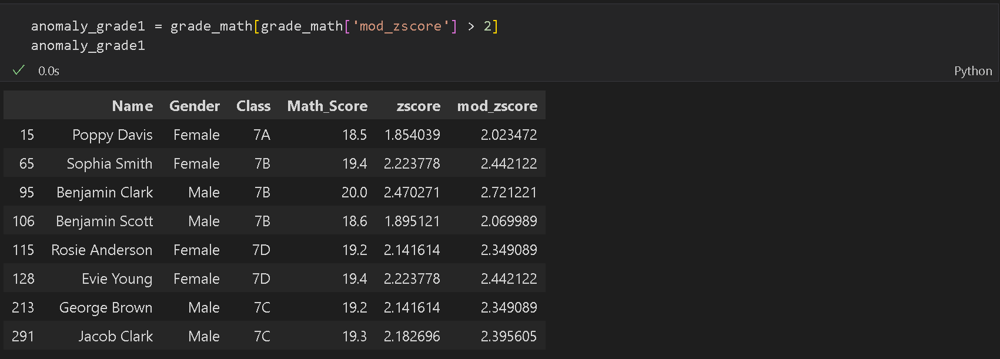 anomaly_grade1 = grade_math[grade_math['mod_zscore'] > 2]
anomaly_grade1
0.0s Python
Name Gender Class Math_Score zscore mod_zscore
15 Poppy Davis Female 7A 18.5 1.854039 2.023472
65 Sophia Smith Female 7B 19.4 2.223778 2.442122
95 Benjamin Clark Male 7B 20.0 2.470271 2.721221
106 Benjamin Scott Male 7B 18.6 1.895121 2.069989
115 Rosie Anderson Female 7D 19.2 2.141614 2.349089
128 Evie Young Female 7D 19.4 2.223778 2.442122
213 George Brown Male 7C 19.2 2.141614 2.349089
291 Jacob Clark Male 7C 19.3 2.182696 2.395605